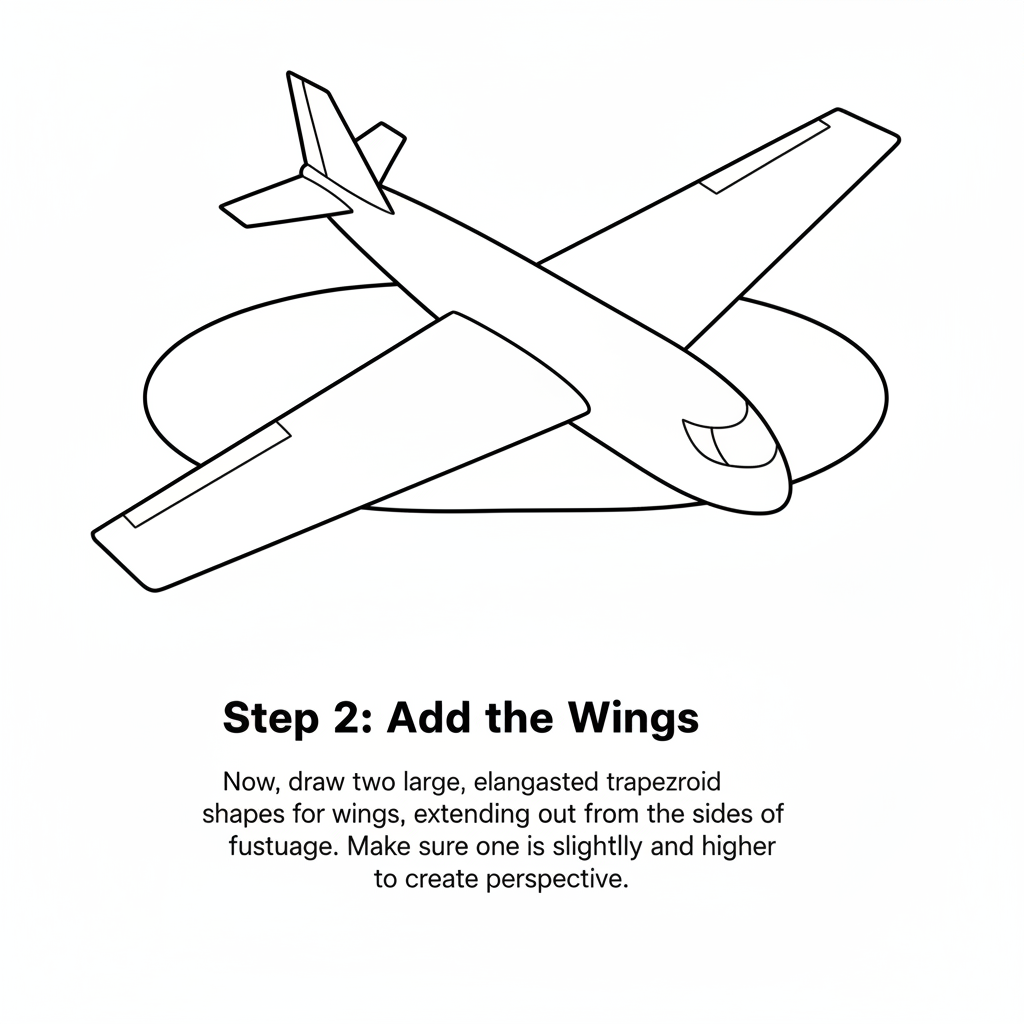 Step 2: Add the Wings
Now, draw two large, elangasted trapezroid
shapes for wings, extending out from the sides of
fustuage. Make sure one is slightlly and higher
to create perspective.